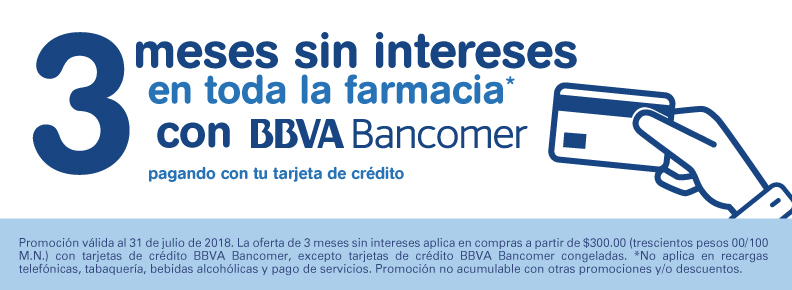 3 meses sin intereses
en toda la farmacia*
con BBVA Bancomer
pagando con tu tarjeta de crédito
Promoción válida al 31 de julio de 2018. La oferta de 3 meses sin intereses aplica en compras a partir de $300.00 (trescientos pesos 00/100
M.N.) con tarjetas de crédito BBVA Bancomer, excepto tarjetas de crédito BBVA Bancomer congeladas. *No aplica en recargas
telefónicas, tabaquería, bebidas alcohólicas y pago de servicios. Promoción no acumulable con otras promociones y/o descuentos.